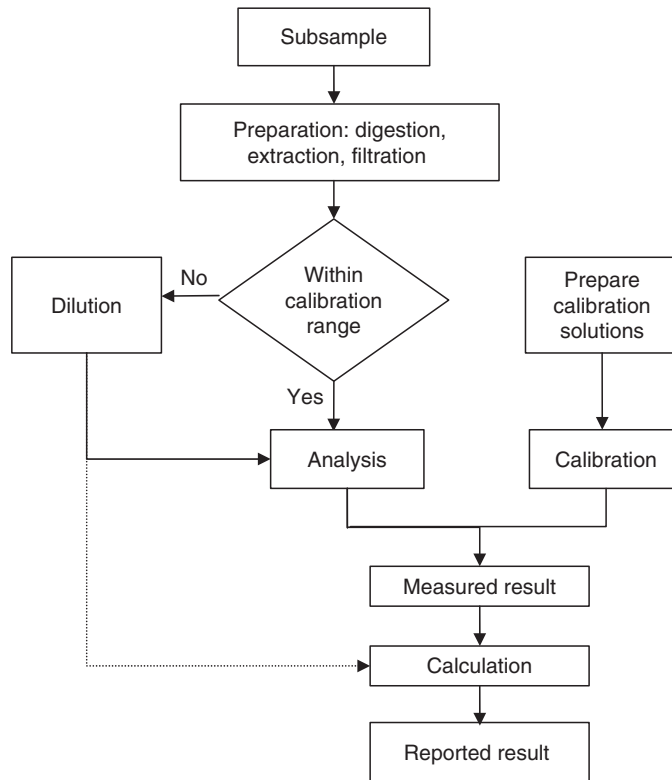 Subsample
Preparation: digestion,
extraction, filtration
Within
calibration
range
No
Dilution
Prepare
calibration
solutions
Yes
Analysis
Calibration
Measured result
Calculation
Reported result